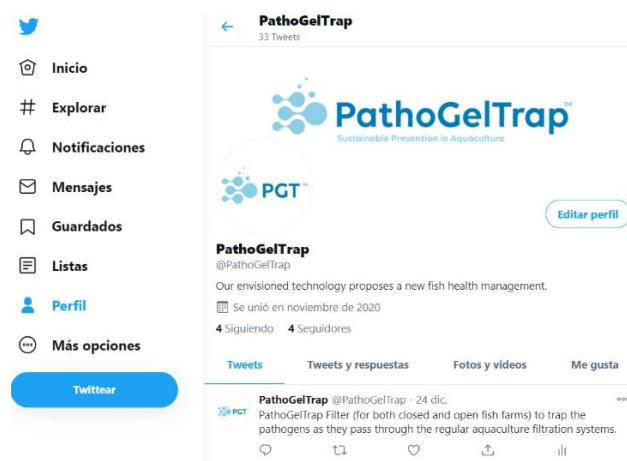 PathoGelTrap
33 Tweets
Inicio
Explorar
Notificaciones
Mensajes
Guardados
Listas
Perfil
Más opciones
Twittear
PathoGelTrap™
Sustainable Prevention in Aquaculture
PGT™
Editar perfil
PathoGelTrap
@PathoGelTrap
Our envisioned technology proposes a new fish health management.
Se unió en noviembre de 2020
4 Siguiendo 4 Seguidores
Tweets Tweets y respuestas Fotos y videos Me gusta
PGT
PathoGelTrap @PathoGelTrap · 24 dic.
PathoGelTrap Filter (for both closed and open fish farms) to trap the
pathogens as they pass through the regular aquaculture filtration systems.